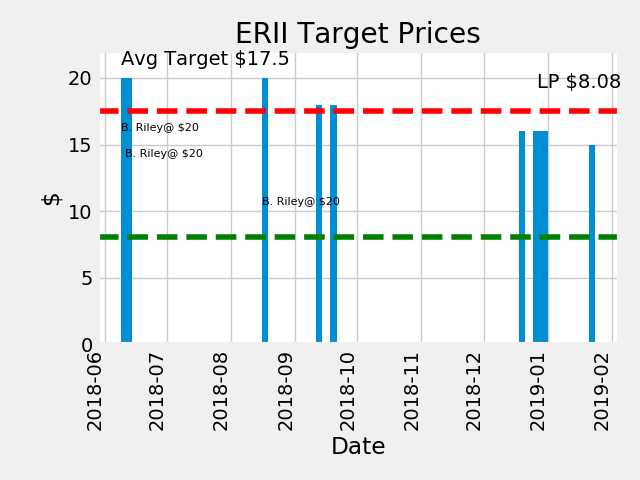 ERII Target Prices
Avg Target $17.5
LP $8.08
B. Riley@ $20
B. Riley@ $20
B. Riley@ $20
$
20
15
10
5
0
2018-06
2018-07
2018-08
2018-09
2018-10
2018-11
2018-12
2019-01
2019-02
Date